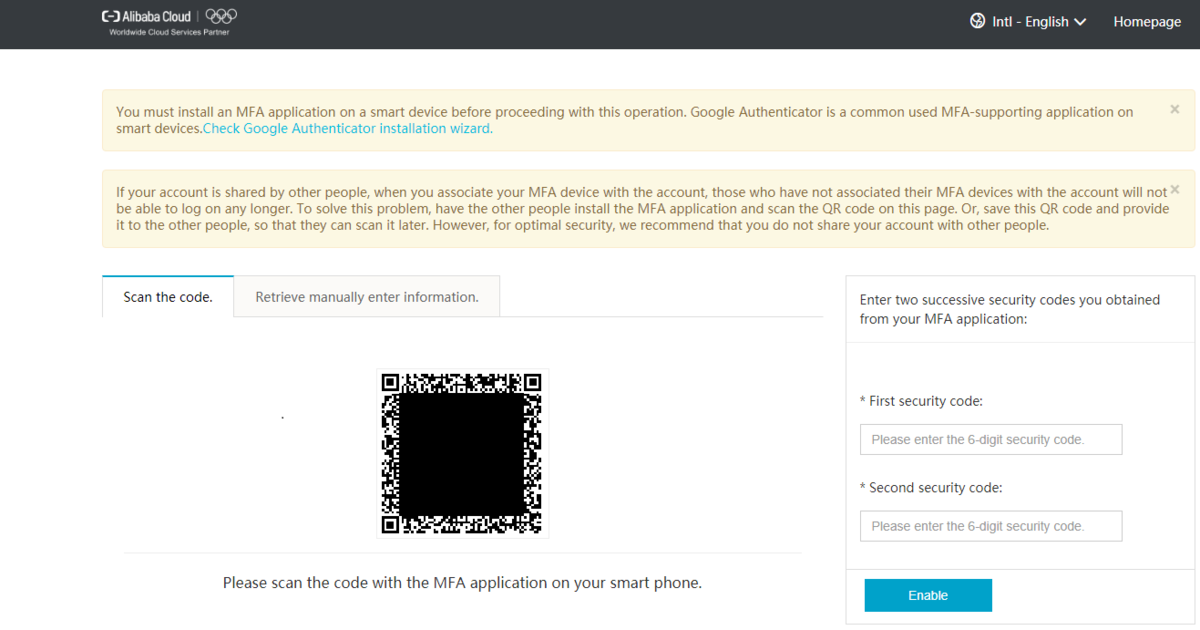 Alibaba Cloud
Worldwide Cloud Services Partner
Intl - English
Homepage
You must install an MFA application on a smart device before proceeding with this operation. Google Authenticator is a common used MFA-supporting application on
smart devices.Check Google Authenticator installation wizard.
×
If your account is shared by other people, when you associate your MFA device with the account, those who have not associated their MFA devices with the account will not
be able to log on any longer. To solve this problem, have the other people install the MFA application and scan the QR code on this page. Or, save this QR code and provide
it to the other people, so that they can scan it later. However, for optimal security, we recommend that you do not share your account with other people.
×
Scan the code.
Retrieve manually enter information.
Please scan the code with the MFA application on your smart phone.
Enter two successive security codes you obtained
from your MFA application:
* First security code:
Please enter the 6-digit security code.
* Second security code:
Please enter the 6-digit security code.
Enable